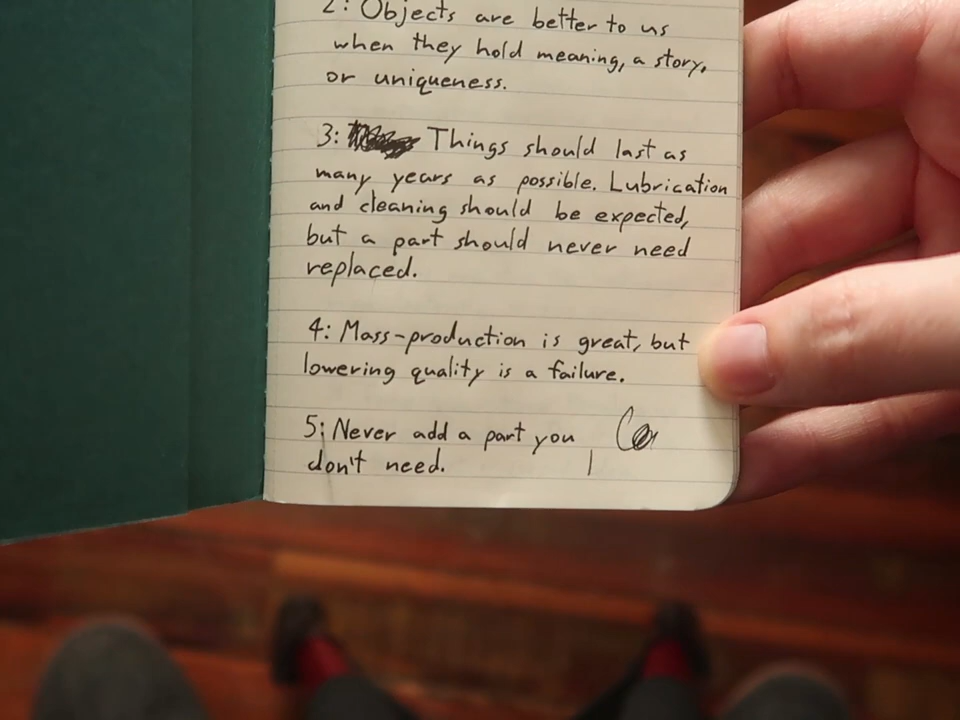 2: Objects are better to us
when they hold meaning, a story,
or uniqueness.
3: Things should last as
many years as possible. Lubrication
and cleaning should be expected,
but a part should never need
replaced.
4: Mass-production is great, but
lowering quality is a failure.
5: Never add a part you
don't need.